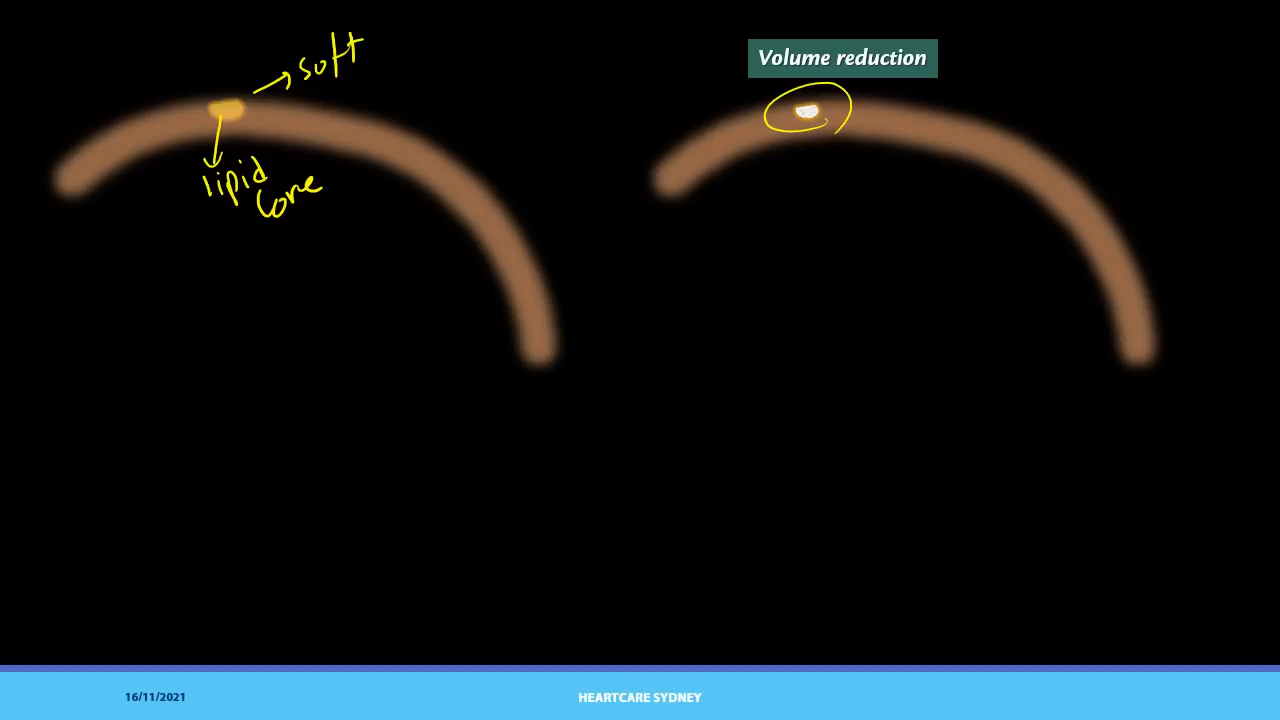 soft
lipid
core
Volume reduction
16/11/2021
HEARTCARE SYDNEY